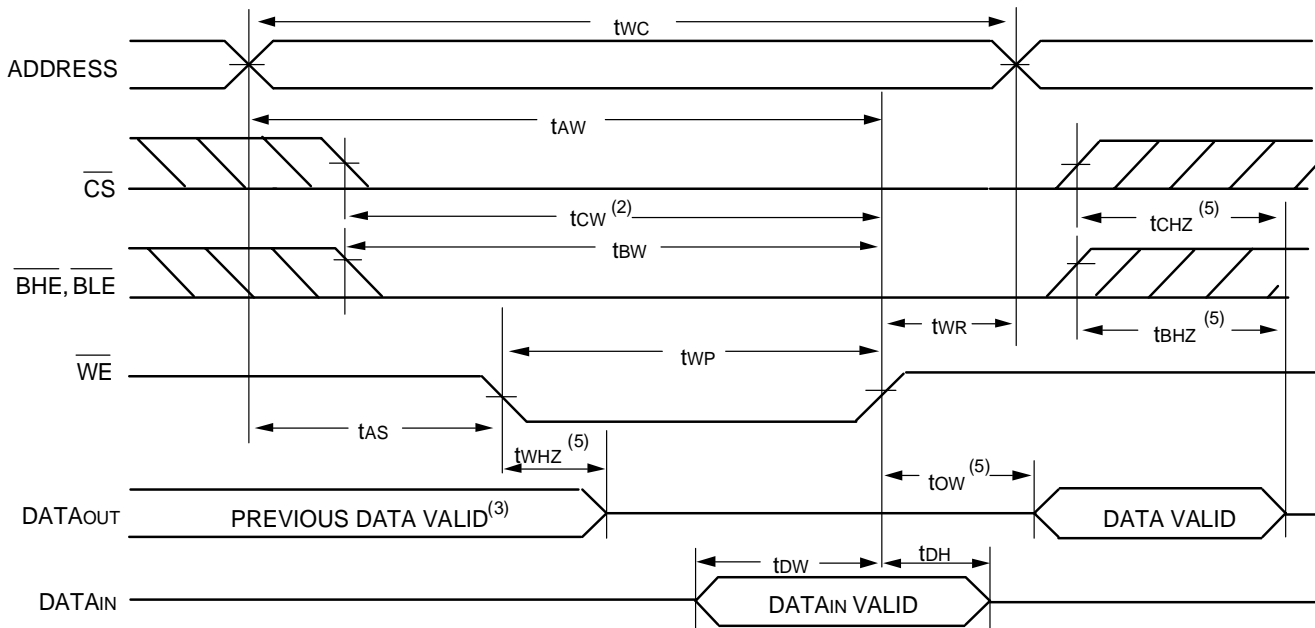 tWC
ADDRESS
tAW
CS
tCW (2)
tCHZ (5)
tBW
BHE, BLE
tWR
tBHZ (5)
tWP
WE
tAS
tWHZ (5)
tOW (5)
DATAOUT
PREVIOUS DATA VALID(3)
DATA VALID
tDW
tDH
DATAIN
DATAIN VALID